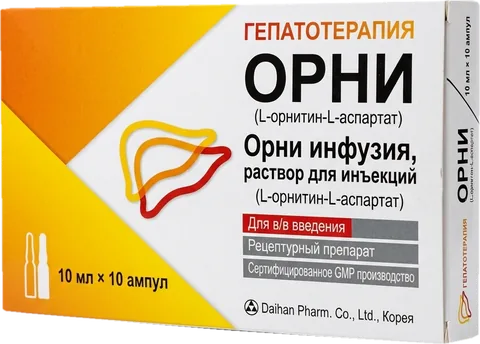 ГЕПАТОТЕРАПИЯ
ОРНИ
(L-орнитин-L-аспартат)
Орни инфузия,
раствор для инъекций
(L-орнитин-L-аспартат)
Для в/в введения
Рецептурный препарат
Сертифицированное GMP производство
10 мл × 10 ампул
Daihan Pharm. Co., Ltd., Корея
10 мл × 10 ампул
ОРНИ
(L-орнитин-L-аспартат)
ГЕПАТОТЕРАПИЯ